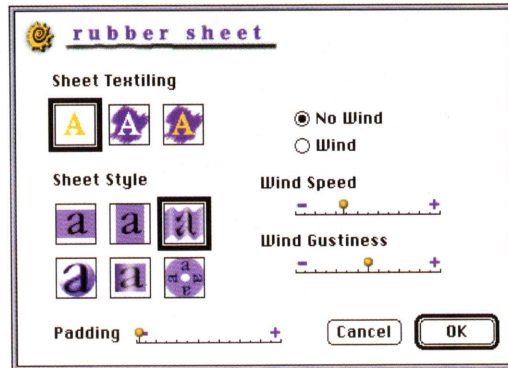 rubber sheet
Sheet Textiling
A A A
No Wind
Wind
Sheet Style
a a a
a a a a a a
Wind Speed
- +
Wind Gustiness
- +
Padding - +
Cancel OK